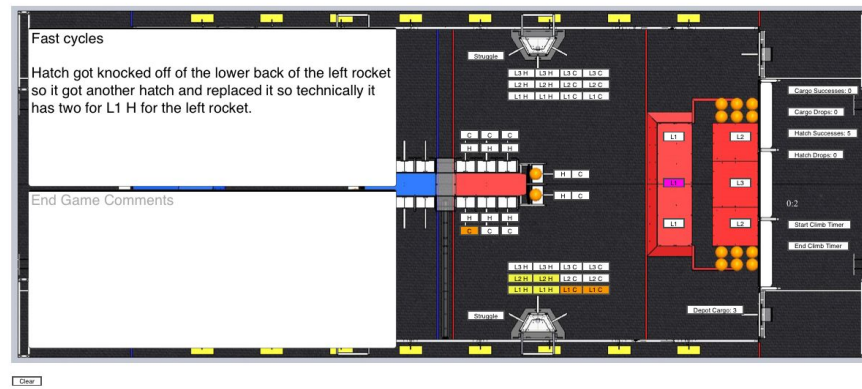 Fast cycles
Hatch got knocked off of the lower back of the left rocket
so it got another hatch and replaced it so technically it
has two for L1 H for the left rocket.
End Game Comments
Struggle
L3 H L3 H L3 C L3 C
L2 H L2 H L2 C L2 C
L1 H L1 H L1 C L1 C
C C C
H H H
H C
H C
H H H
C C C
L3 H L3 H L3 C L3 C
L2 H L2 H L2 C L2 C
L1 H L1 H L1 C L1 C
Struggle
L1 L2
L1 L3
L1 L2
Cargo Successes: 0
Cargo Drops: 0
Hatch Successes: 5
Hatch Drops: 0
0:2
Start Climb Timer
End Climb Timer
Depot Cargo: 3
Clear